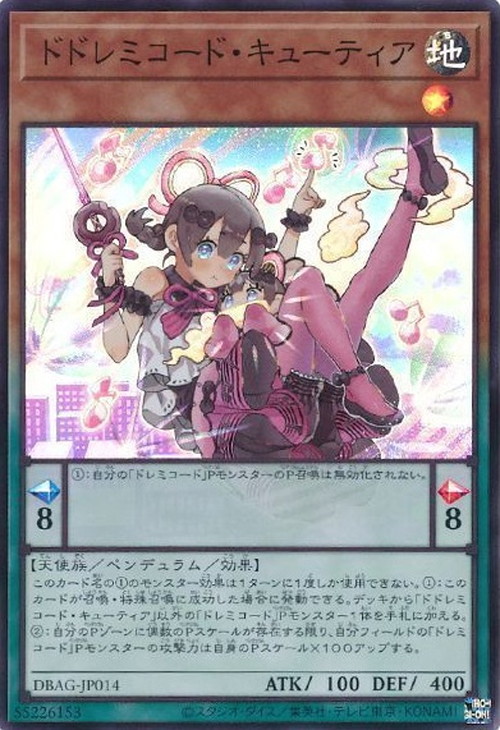 ドドレミコード・キューティア 地
①:自分の「ドレミコード」PモンスターのP召喚は無効化されない。
8 8
【天使族/ペンデュラム/効果】
このカード名の①のモンスター効果は1ターンに1度しか使用できない。①:この
カードが召喚・特殊召喚に成功した場合に発動できる。デッキから「ドドレミ
コード・キューティア」以外の「ドレミコード」Pモンスター1体を手札に加える。
②:自分のPゾーンに偶数のPスケールが存在する限り、自分フィールドの「ドレミ
コード」Pモンスターの攻撃力は自身のPスケール×100アップする。
DBAG-JP014 ATK/ 100 DEF/ 400
55226153 ©スタジオ・ダイス/集英社・テレビ東京・KONAMI